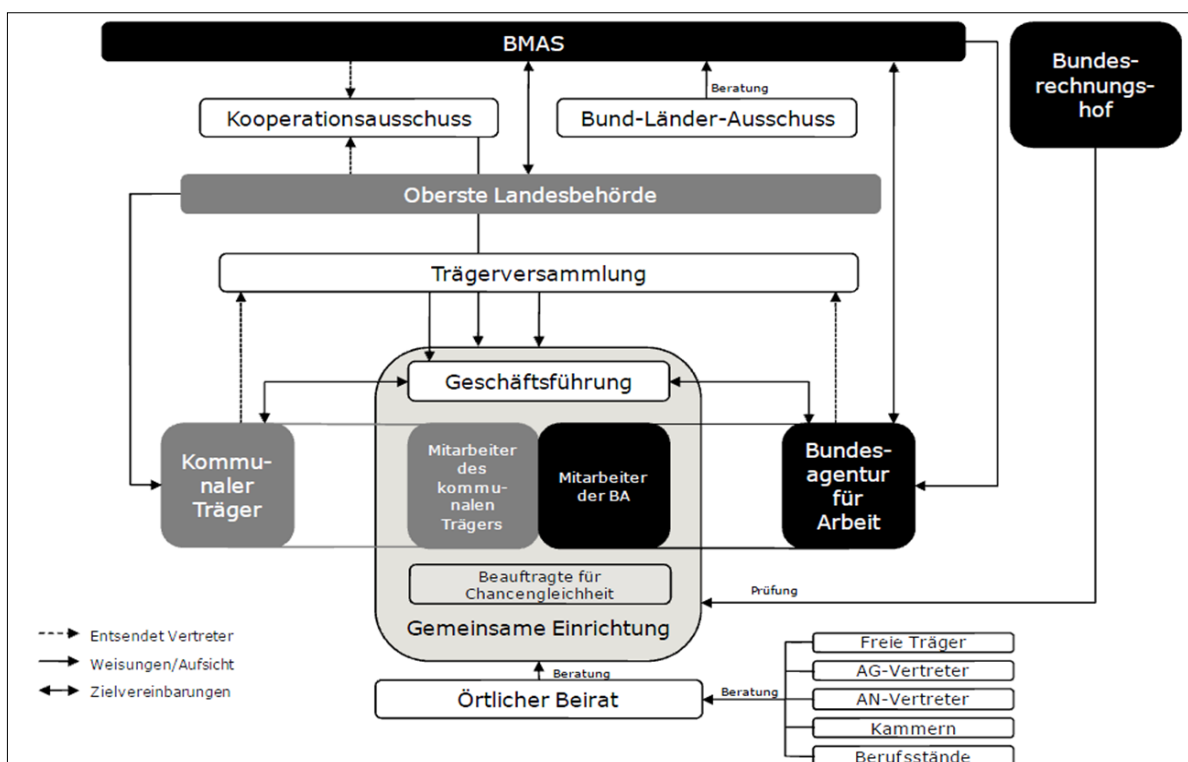 BMAS
Bundes-
rechnungs-
hof
Beratung
Kooperationsausschuss
Bund-Länder-Ausschuss
Oberste Landesbehörde
Trägerversammlung
Geschäftsführung
Kommu-
naler
Träger
Mitarbeiter
des
kommu-
nalen
Trägers
Mitarbeiter
der BA
Bundes-
agentur
für
Arbeit
Beauftragte für
Chancengleichheit
Prüfung
Gemeinsame Einrichtung
Entsendet Vertreter
Weisungen/Aufsicht
Zielvereinbarungen
Beratung
Örtlicher Beirat
Beratung
Freie Träger
AG-Vertreter
AN-Vertreter
Kammern
Berufsstände